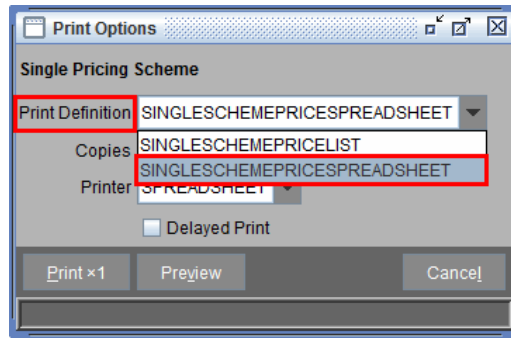 Print Options
Single Pricing Scheme
Print Definition SINGLESCHEMEPRICESPREADSHEET
Copies SINGLESCHEMEPRICELIST
SINGLESCHEMEPRICESPREADSHEET
Printer SPREADSHEET
Delayed Print
Print ×1 Preview Cancel